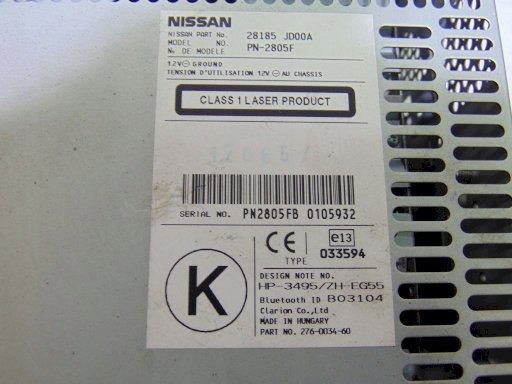 NISSAN
NISSAN PART No. 28185 JD00A
MODEL NO. PN-2805F
No. DE MODELE
12V⊖GROUND
TENSION D'UTILISATION 12V⊖AU CHASSIS
CLASS 1 LASER PRODUCT
SERIAL NO. PN2805FB 0105932
CE e13
TYPE 033594
K
DESIGN NOTE NO.
HP-3495/ZH-EG55
Bluetooth ID B03104
Clarion Co.,Ltd
MADE IN HUNGARY
PART NO. 276-0034-60